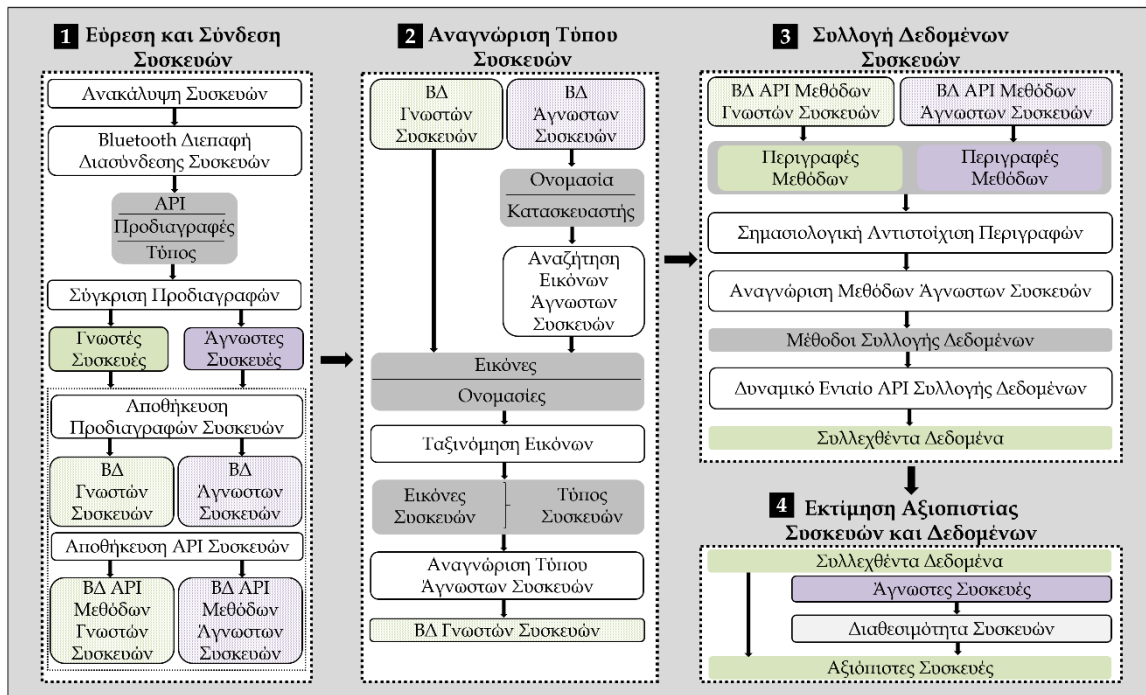 1 Εύρεση και Σύνδεση
Συσκευών
Ανακάλυψη Συσκευών
Bluetooth Διεπαφή
Διασύνδεσης Συσκευών
API
Προδιαγραφές
Τύπος
Σύγκριση Προδιαγραφών
Γνωστές
Συσκευές
Άγνωστες
Συσκευές
Αποθήκευση
Προδιαγραφών Συσκευών
ΒΔ
Γνωστών
Συσκευών
ΒΔ
Άγνωστων
Συσκευών
Αποθήκευση API Συσκευών
ΒΔ API
Μεθόδων
Γνωστών
Συσκευών
ΒΔ API
Μεθόδων
Άγνωστων
Συσκευών
2 Αναγνώριση Τύπου
Συσκευών
ΒΔ
Γνωστών
Συσκευών
ΒΔ
Άγνωστων
Συσκευών
Ονομασία
Κατασκευαστής
Αναζήτηση
Εικόνων
Άγνωστων
Συσκευών
Εικόνες
Ονομασίες
Ταξινόμηση Εικόνων
Εικόνες
Συσκευών
Τύπος
Συσκευών
Αναγνώριση Τύπου
Άγνωστων Συσκευών
ΒΔ Γνωστών Συσκευών
3 Συλλογή Δεδομένων
Συσκευών
ΒΔ API Μεθόδων
Γνωστών Συσκευών
ΒΔ API Μεθόδων
Άγνωστων Συσκευών
Περιγραφές
Μεθόδων
Περιγραφές
Μεθόδων
Σημασιολογική Αντιστοίχιση Περιγραφών
Αναγνώριση Μεθόδων Άγνωστων Συσκευών
Μέθοδοι Συλλογής Δεδομένων
Δυναμικό Ενιαίο API Συλλογής Δεδομένων
Συλλεχθέντα Δεδομένα
4 Εκτίμηση Αξιοπιστίας
Συσκευών και Δεδομένων
Συλλεχθέντα Δεδομένα
Άγνωστες Συσκευές
Διαθεσιμότητα Συσκευών
Αξιόπιστες Συσκευές